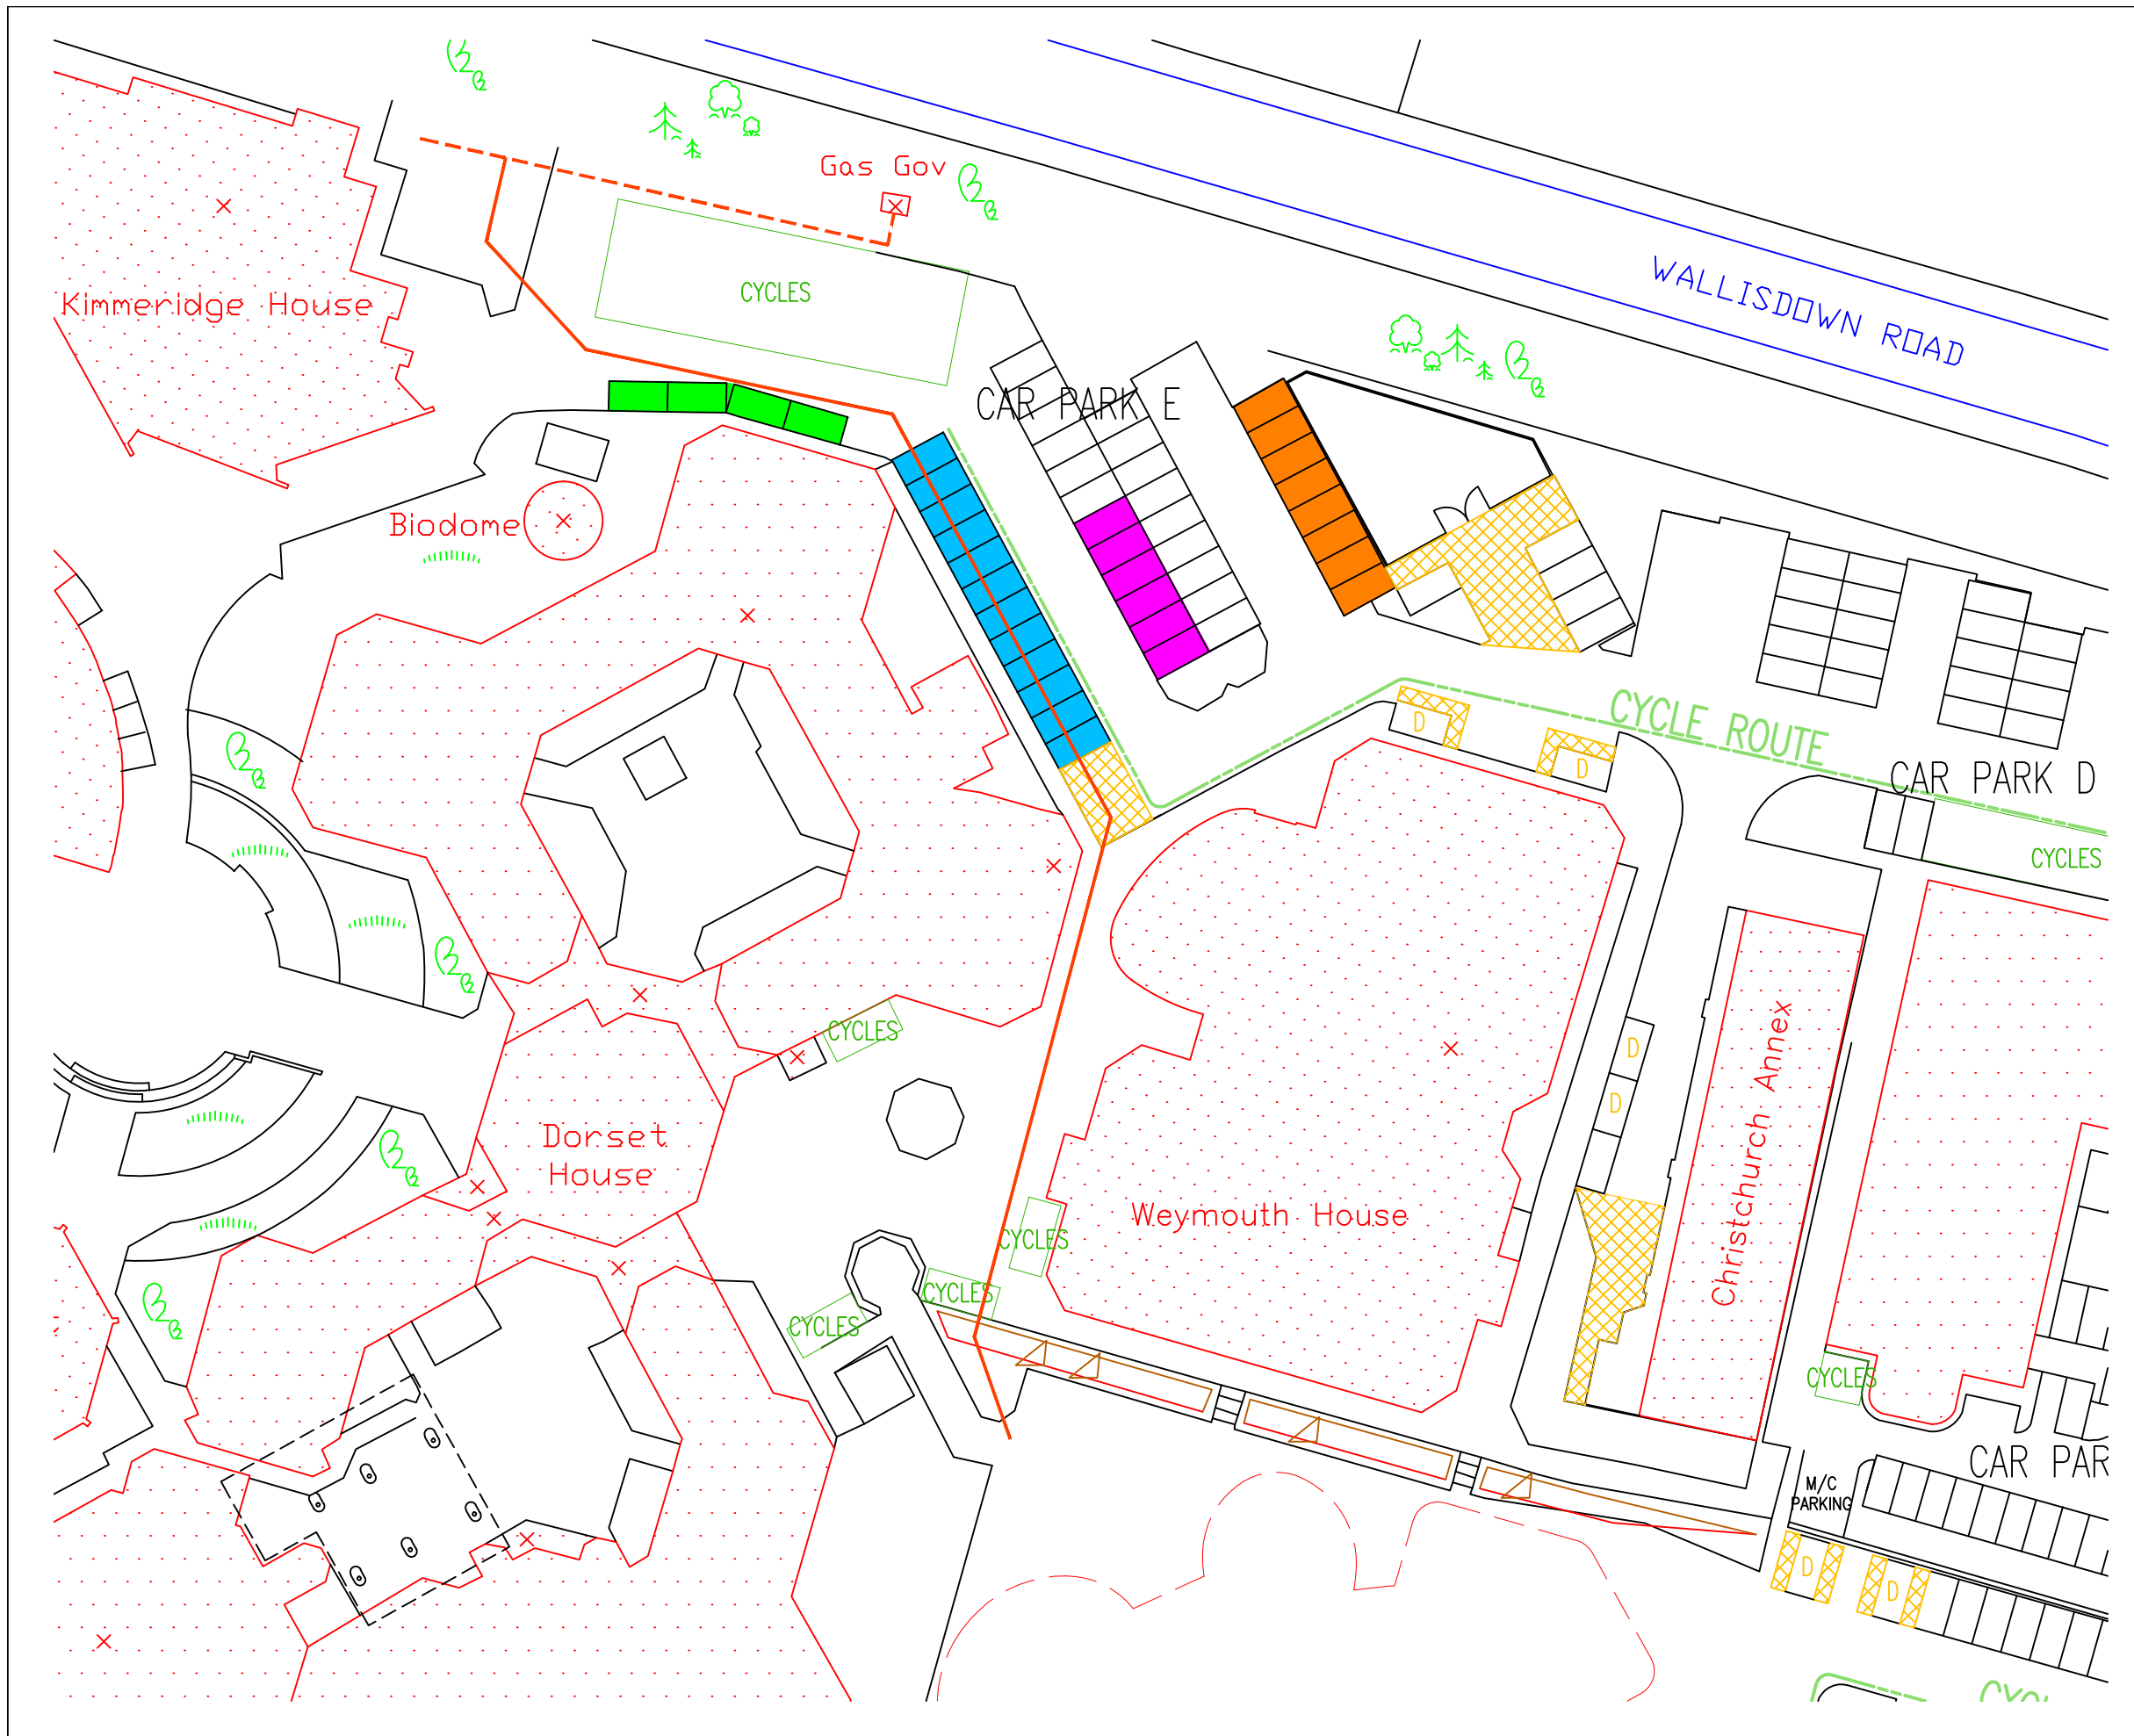 Gas Gov
CYCLES
Kimmeridge House
WALLISDOWN ROAD
CAR PARK E
Biodome
CYCLE ROUTE
D
D
CAR PARK D
CYCLES
CYCLES
D
D
Christchurch Annex
Dorset
House
Weymouth House
CYCLES
CYCLES
CYCLES
CYCLES
CAR PAR
M/C
PARKING
D
D